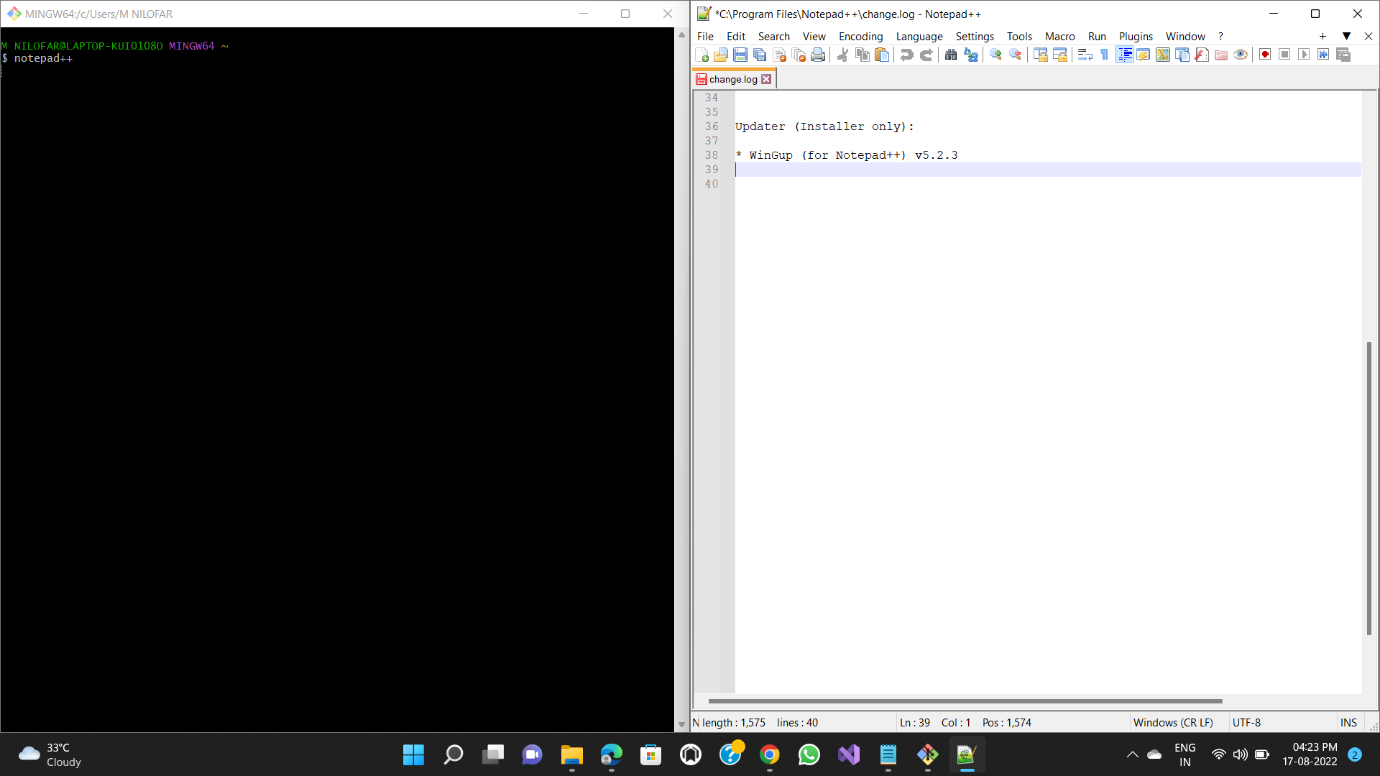 MINGW64:/c/Users/M NILOFAR
M NILOFAR@LAPTOP-KUI0108O MINGW64 ~
$ notepad++
*C:\Program Files\Notepad++\change.log - Notepad++
File Edit Search View Encoding Language Settings Tools Macro Run Plugins Window ?
change.log
34
35
36 Updater (Installer only):
37
38 * WinGup (for Notepad++) v5.2.3
39
40
N length : 1,575 lines : 40 Ln : 39 Col : 1 Pos : 1,574 Windows (CR LF) UTF-8 INS
33°C
Cloudy
ENG
IN
04:23 PM
17-08-2022
2